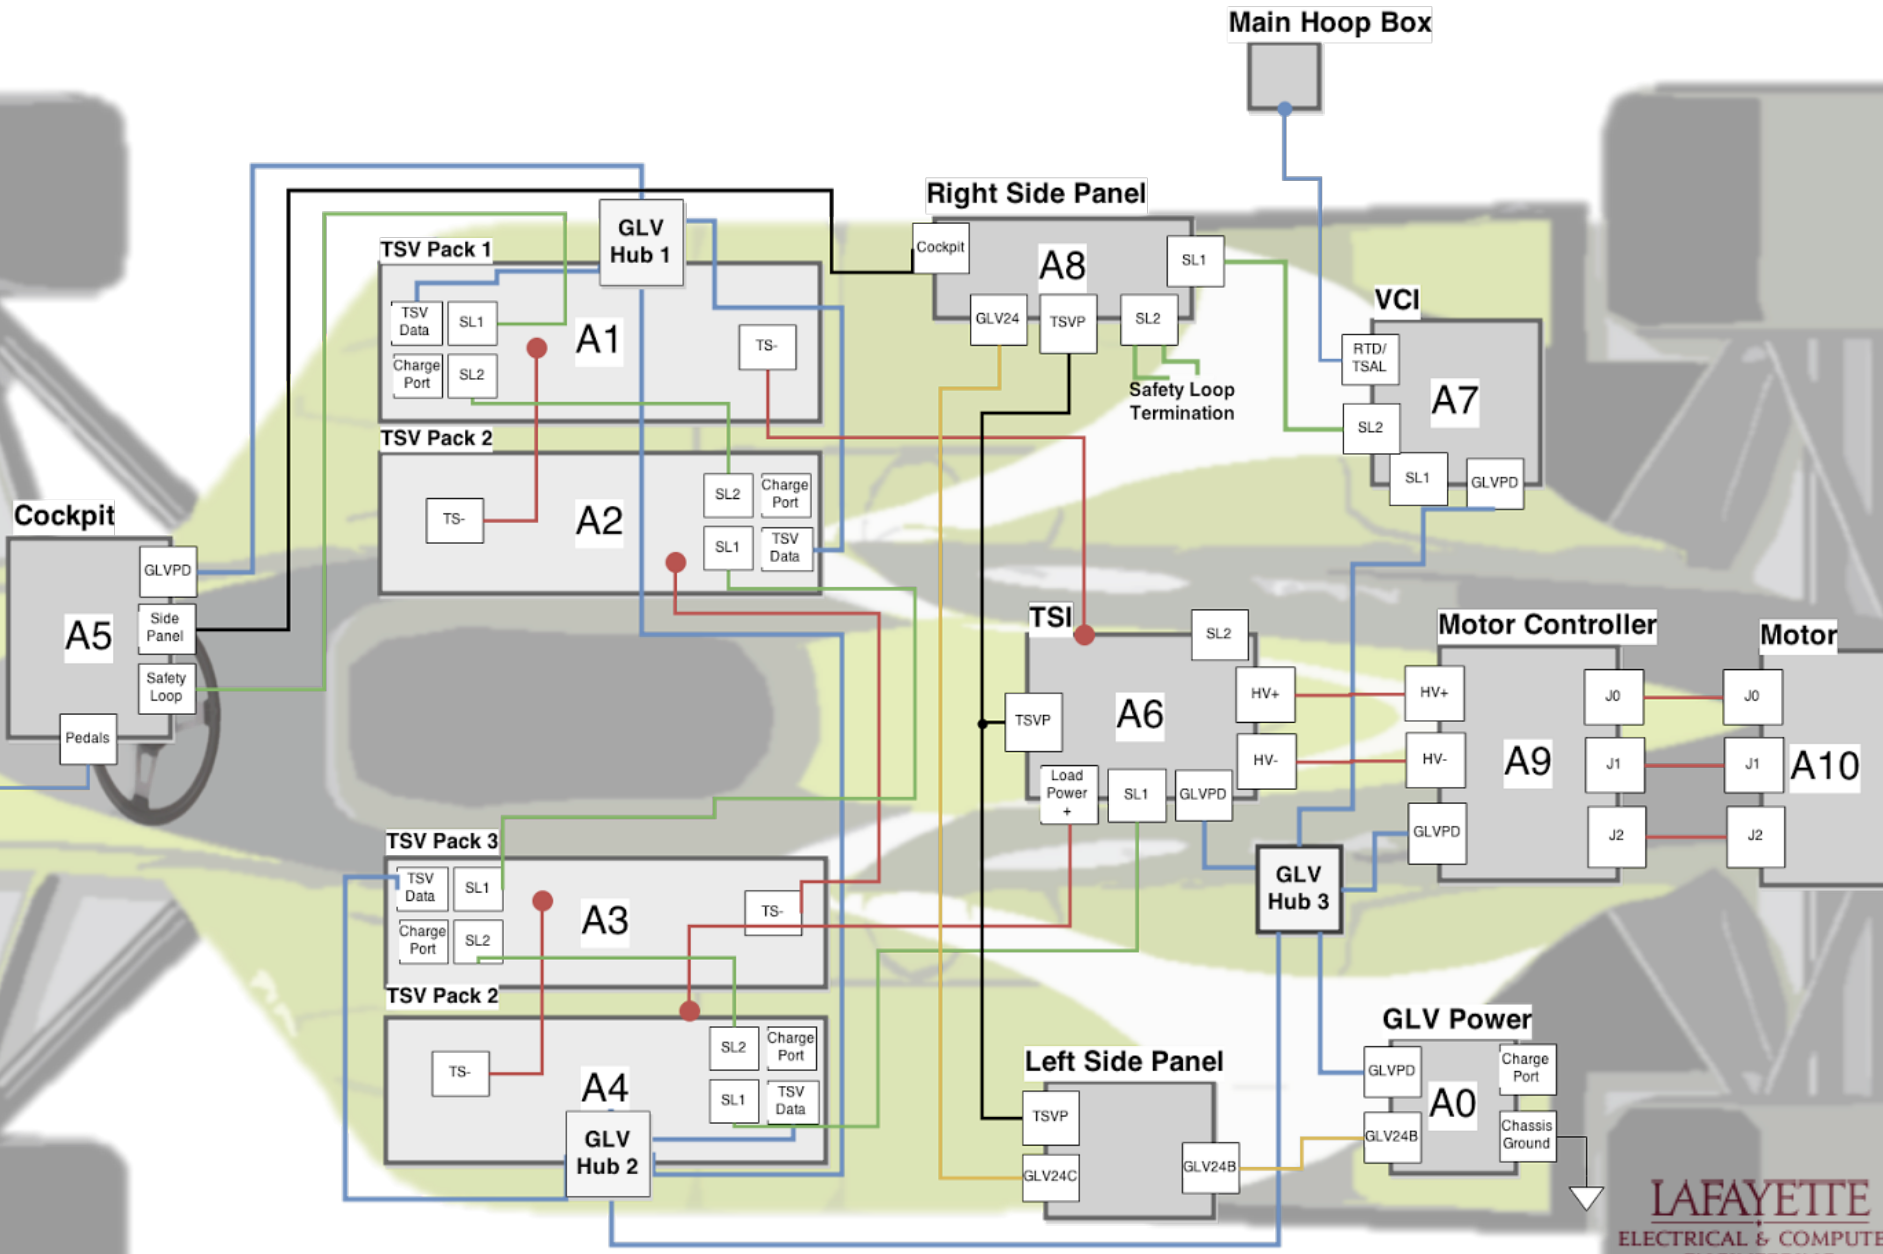 Main Hoop Box
Right Side Panel
Cockpit
A8
SL1
GLV24
TSVP
SL2
Safety Loop
Termination
GLV
Hub 1
TSV Pack 1
TSV
Data
SL1
Charge
Port
SL2
A1
TS-
VCI
RTD/
TSAL
A7
SL2
SL1
GLVPD
TSV Pack 2
TS-
A2
SL2
Charge
Port
SL1
TSV
Data
Cockpit
GLVPD
A5
Side
Panel
Safety
Loop
Pedals
TSI
SL2
HV+
TSVP
A6
HV-
Load
Power
+
SL1
GLVPD
Motor Controller
HV+
J0
HV-
A9
J1
GLVPD
J2
Motor
J0
J1
A10
J2
TSV Pack 3
TSV
Data
SL1
Charge
Port
SL2
A3
TS-
GLV
Hub 3
TSV Pack 2
TS-
A4
SL2
Charge
Port
SL1
TSV
Data
GLV
Hub 2
Left Side Panel
TSVP
GLV24C
GLV24B
GLV Power
GLVPD
Charge
Port
A0
GLV24B
Chassis
Ground
LAFAYETTE
ELECTRICAL & COMPUTE